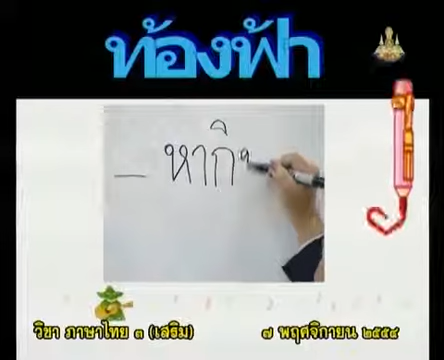 ท้องฟ้า
– หากิ
วิชา ภาษาไทย ๓ (เสริม)
๗ พฤศจิกายน ๒๕๕๔